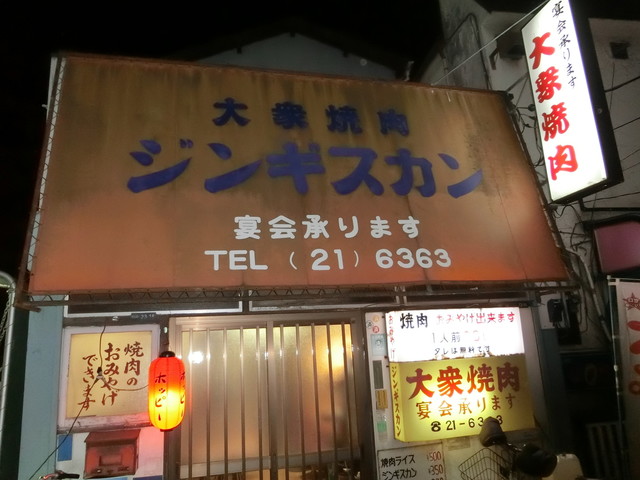 大衆焼肉
ジンギスカン
宴会承ります
TEL (21) 6363
宴会承ります
大衆焼肉
焼肉の
おみやげ
できます
ホッピー
焼肉 おみやげ出来ます
1人前
ジンギスカン
大衆焼肉
宴会承ります
☎21-6363
焼肉ライス ¥500
ジンギスカン